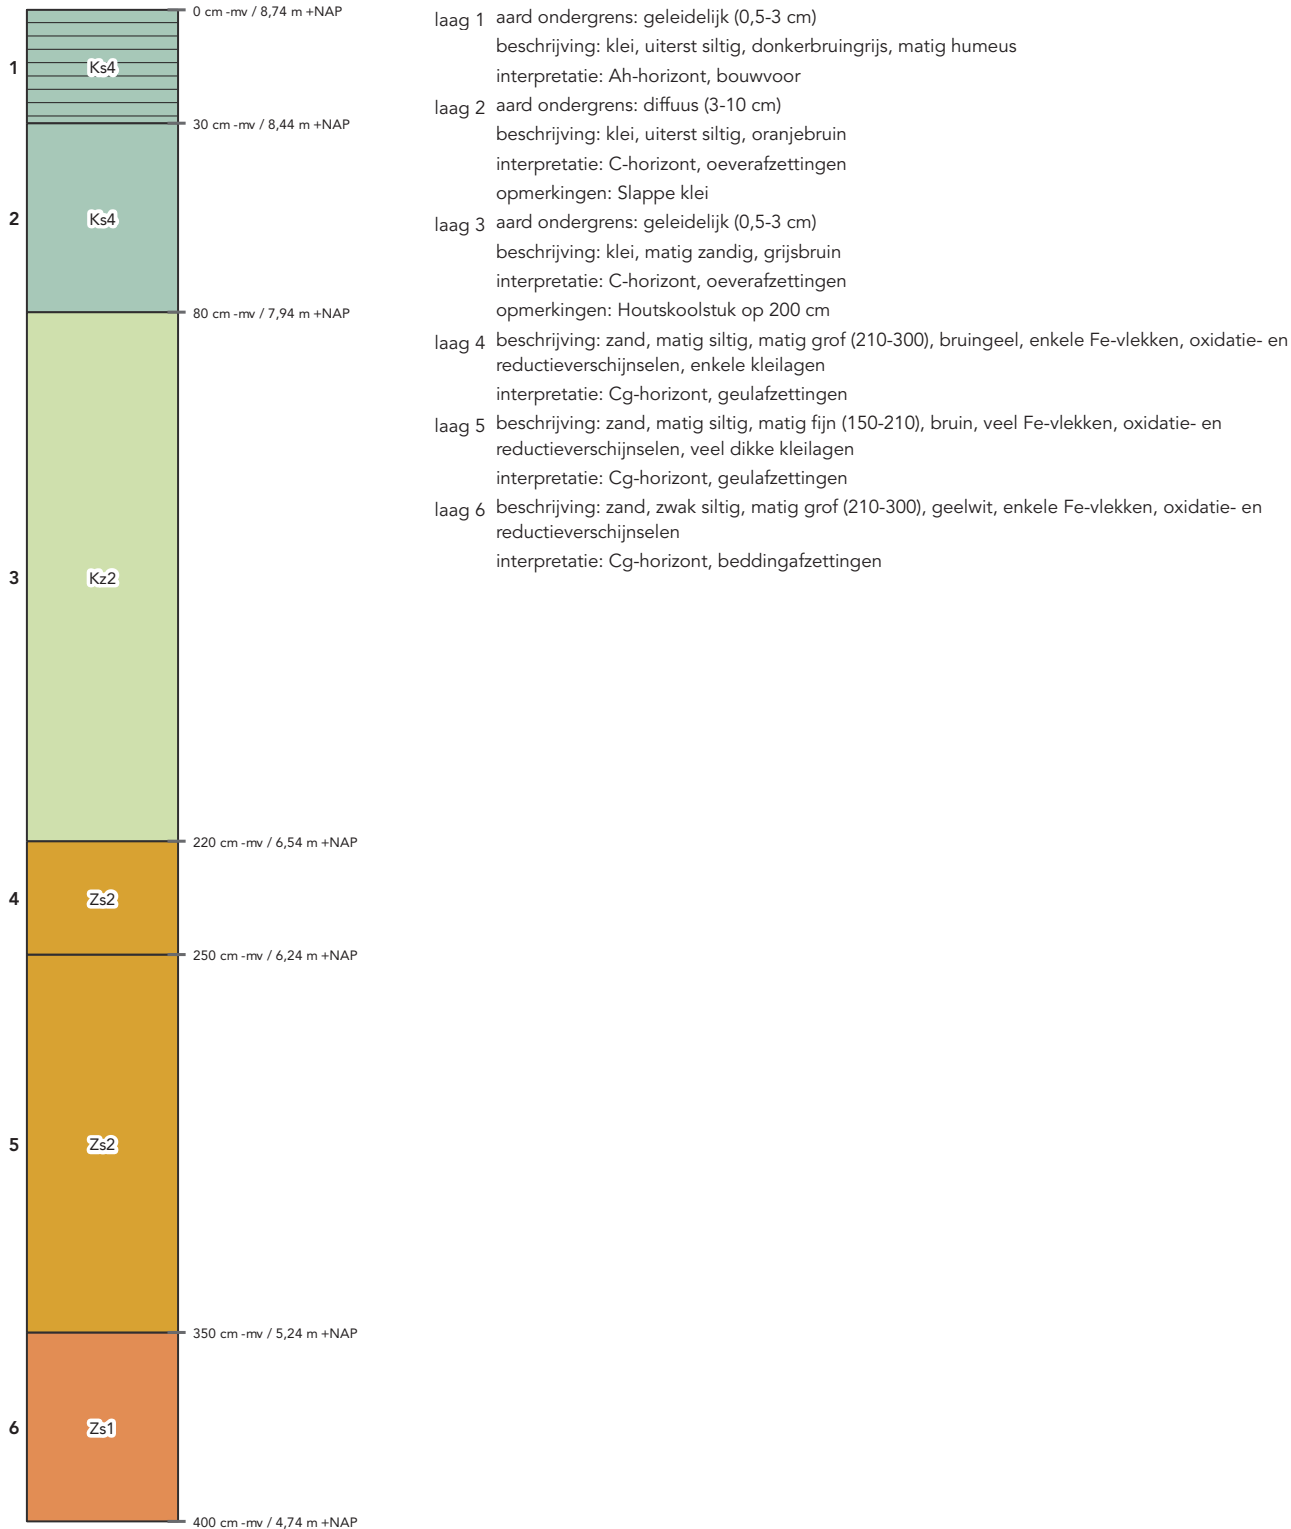 0 cm -mv / 8,74 m +NAP
1
Ks4
30 cm -mv / 8,44 m +NAP
2
Ks4
80 cm -mv / 7,94 m +NAP
3
Kz2
220 cm -mv / 6,54 m +NAP
4
Zs2
250 cm -mv / 6,24 m +NAP
5
Zs2
350 cm -mv / 5,24 m +NAP
6
Zs1
400 cm -mv / 4,74 m +NAP
laag 1 aard ondergrens: geleidelijk (0,5-3 cm)
beschrijving: klei, uiterst siltig, donkerbruingrijs, matig humeus
interpretatie: Ah-horizont, bouwvoor
laag 2 aard ondergrens: diffuus (3-10 cm)
beschrijving: klei, uiterst siltig, oranjebruin
interpretatie: C-horizont, oeverafzettingen
opmerkingen: Slappe klei
laag 3 aard ondergrens: geleidelijk (0,5-3 cm)
beschrijving: klei, matig zandig, grijsbruin
interpretatie: C-horizont, oeverafzettingen
opmerkingen: Houtskoolstuk op 200 cm
laag 4 beschrijving: zand, matig siltig, matig grof (210-300), bruingeel, enkele Fe-vlekken, oxidatie- en
reductieverschijnselen, enkele kleilagen
interpretatie: Cg-horizont, geulafzettingen
laag 5 beschrijving: zand, matig siltig, matig fijn (150-210), bruin, veel Fe-vlekken, oxidatie- en
reductieverschijnselen, veel dikke kleilagen
interpretatie: Cg-horizont, geulafzettingen
laag 6 beschrijving: zand, zwak siltig, matig grof (210-300), geelwit, enkele Fe-vlekken, oxidatie- en
reductieverschijnselen
interpretatie: Cg-horizont, beddingafzettingen